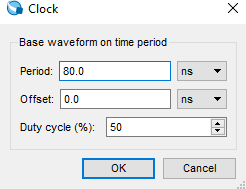 Clock
Base waveform on time period
Period: 80.0 ns
Offset: 0.0 ns
Duty cycle (%): 50
OK Cancel